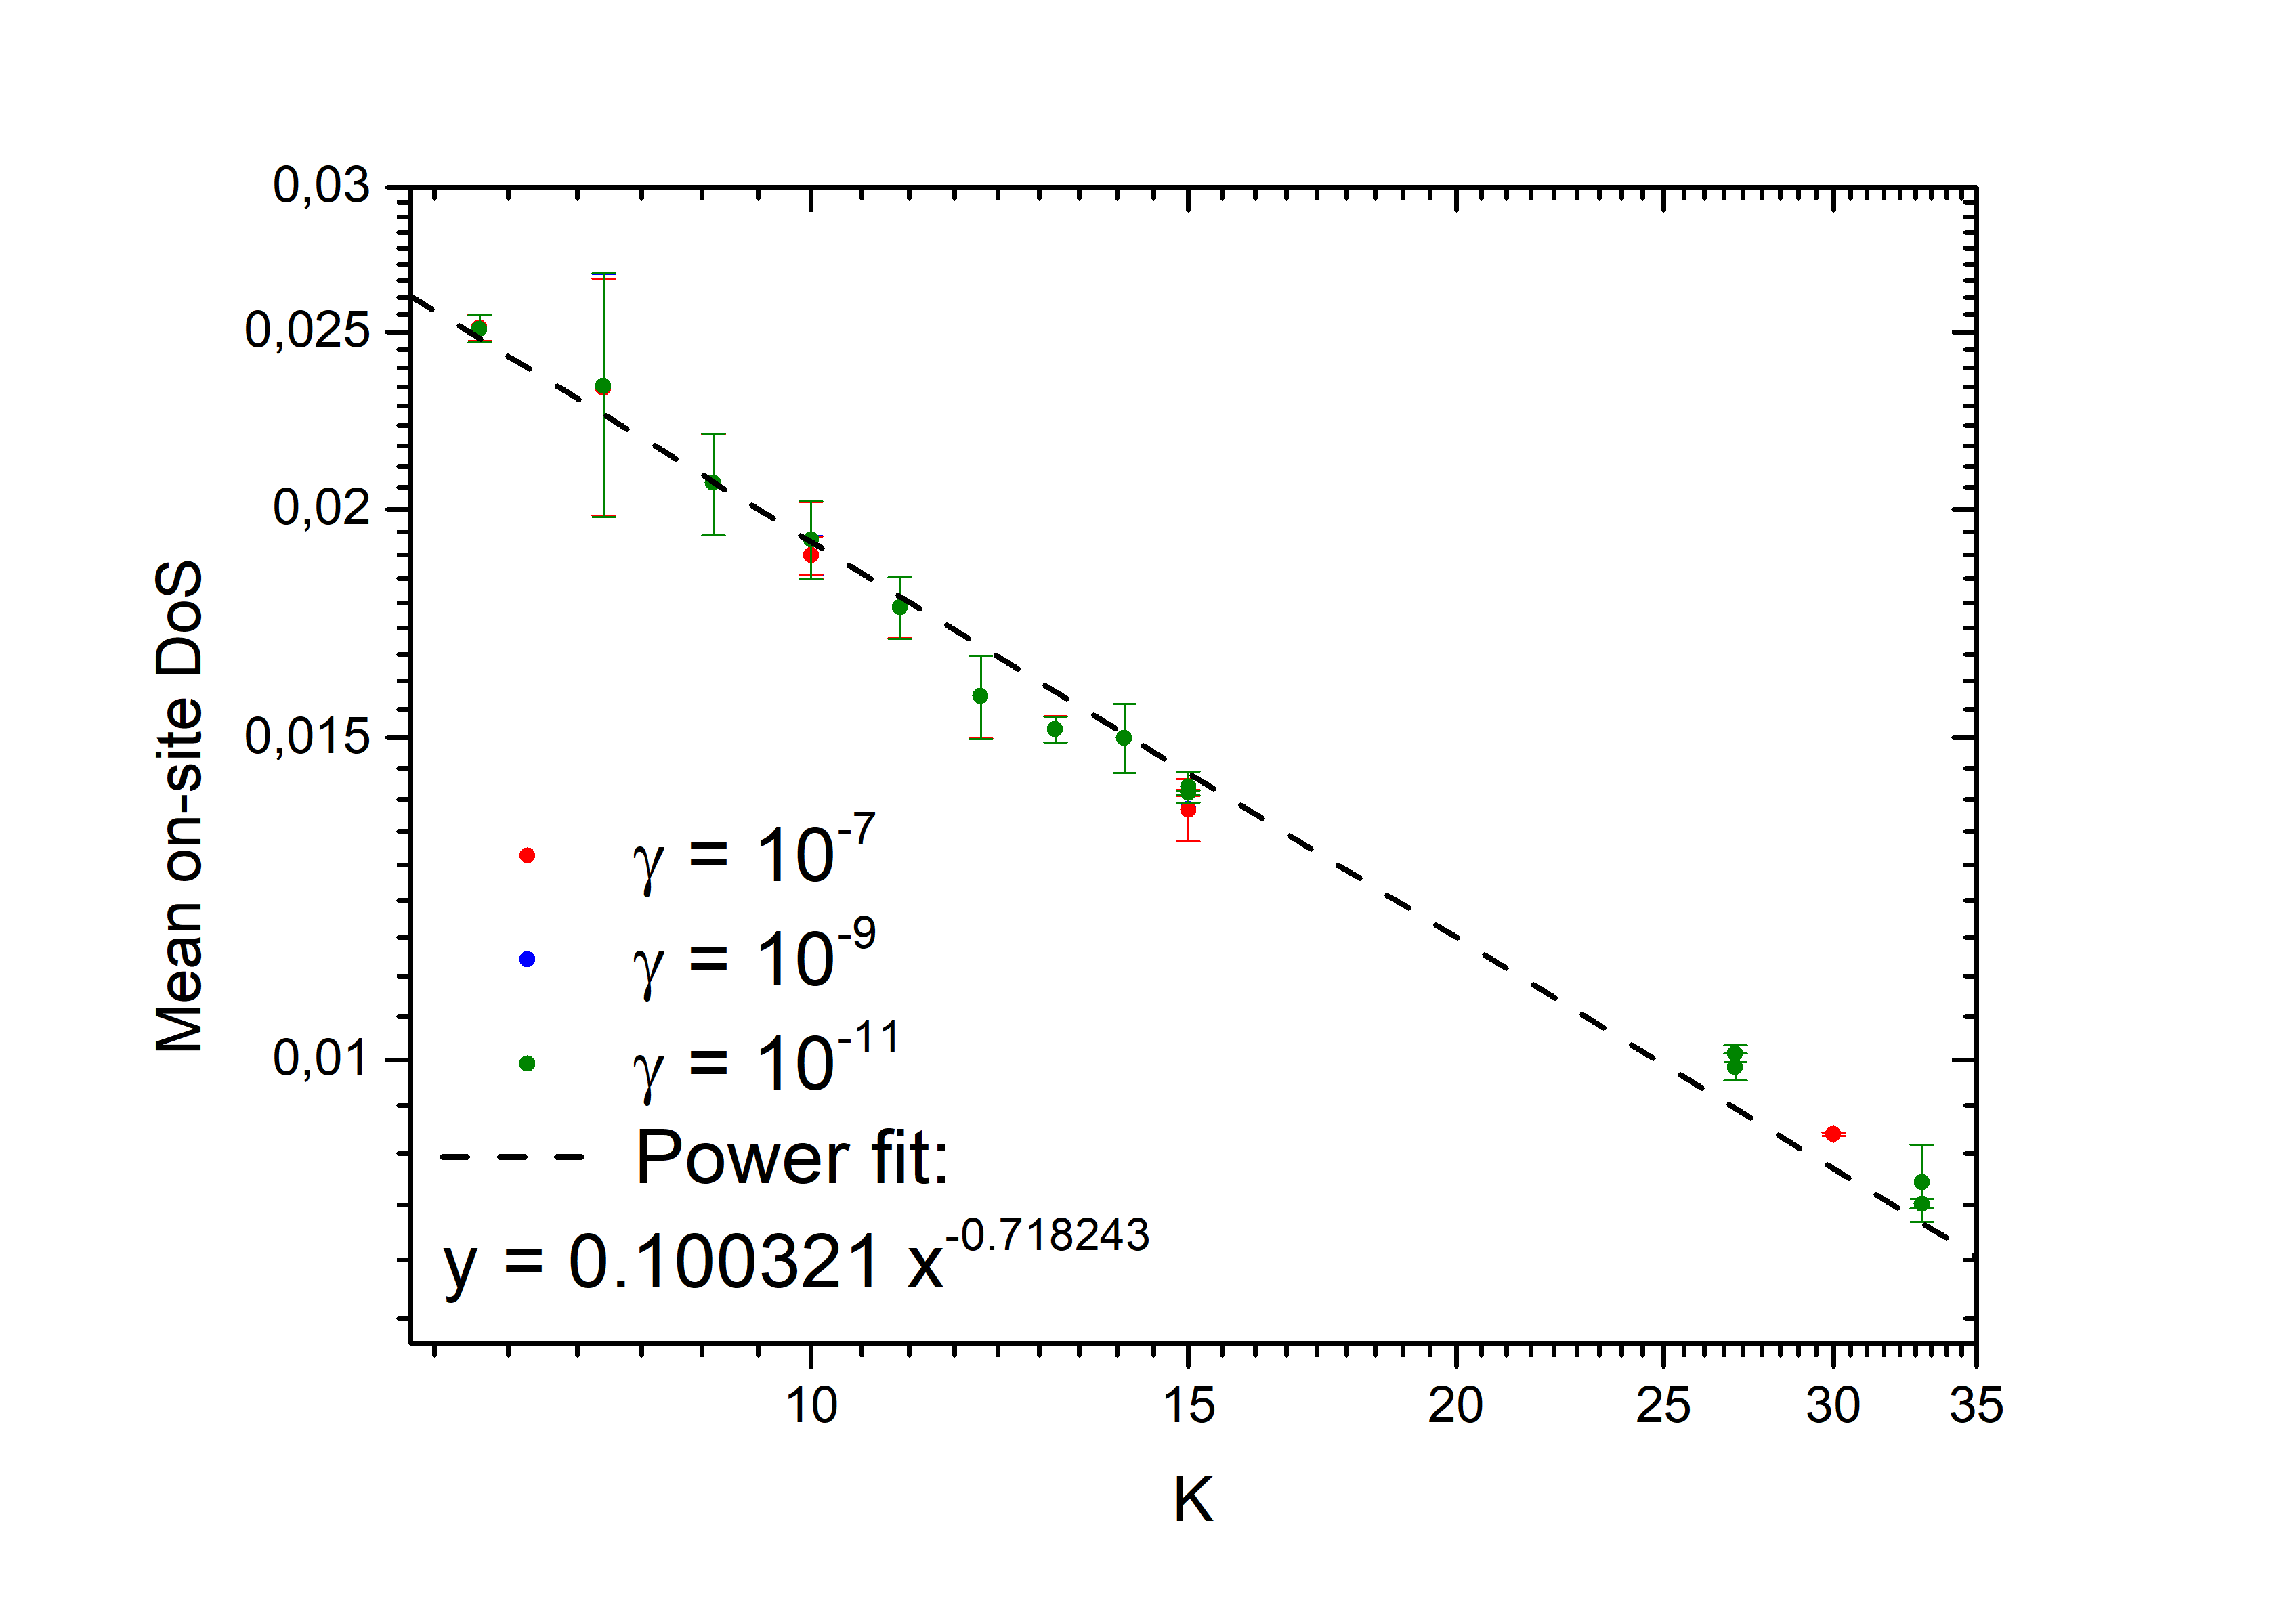 0,03
0,025
0,02
0,015
0,01
Mean on-site DoS
γ = 10⁻⁷
γ = 10⁻⁹
γ = 10⁻¹¹
Power fit:
y = 0.100321 x⁻⁰·⁷¹⁸²⁴³
10 15 20 25 30 35
K